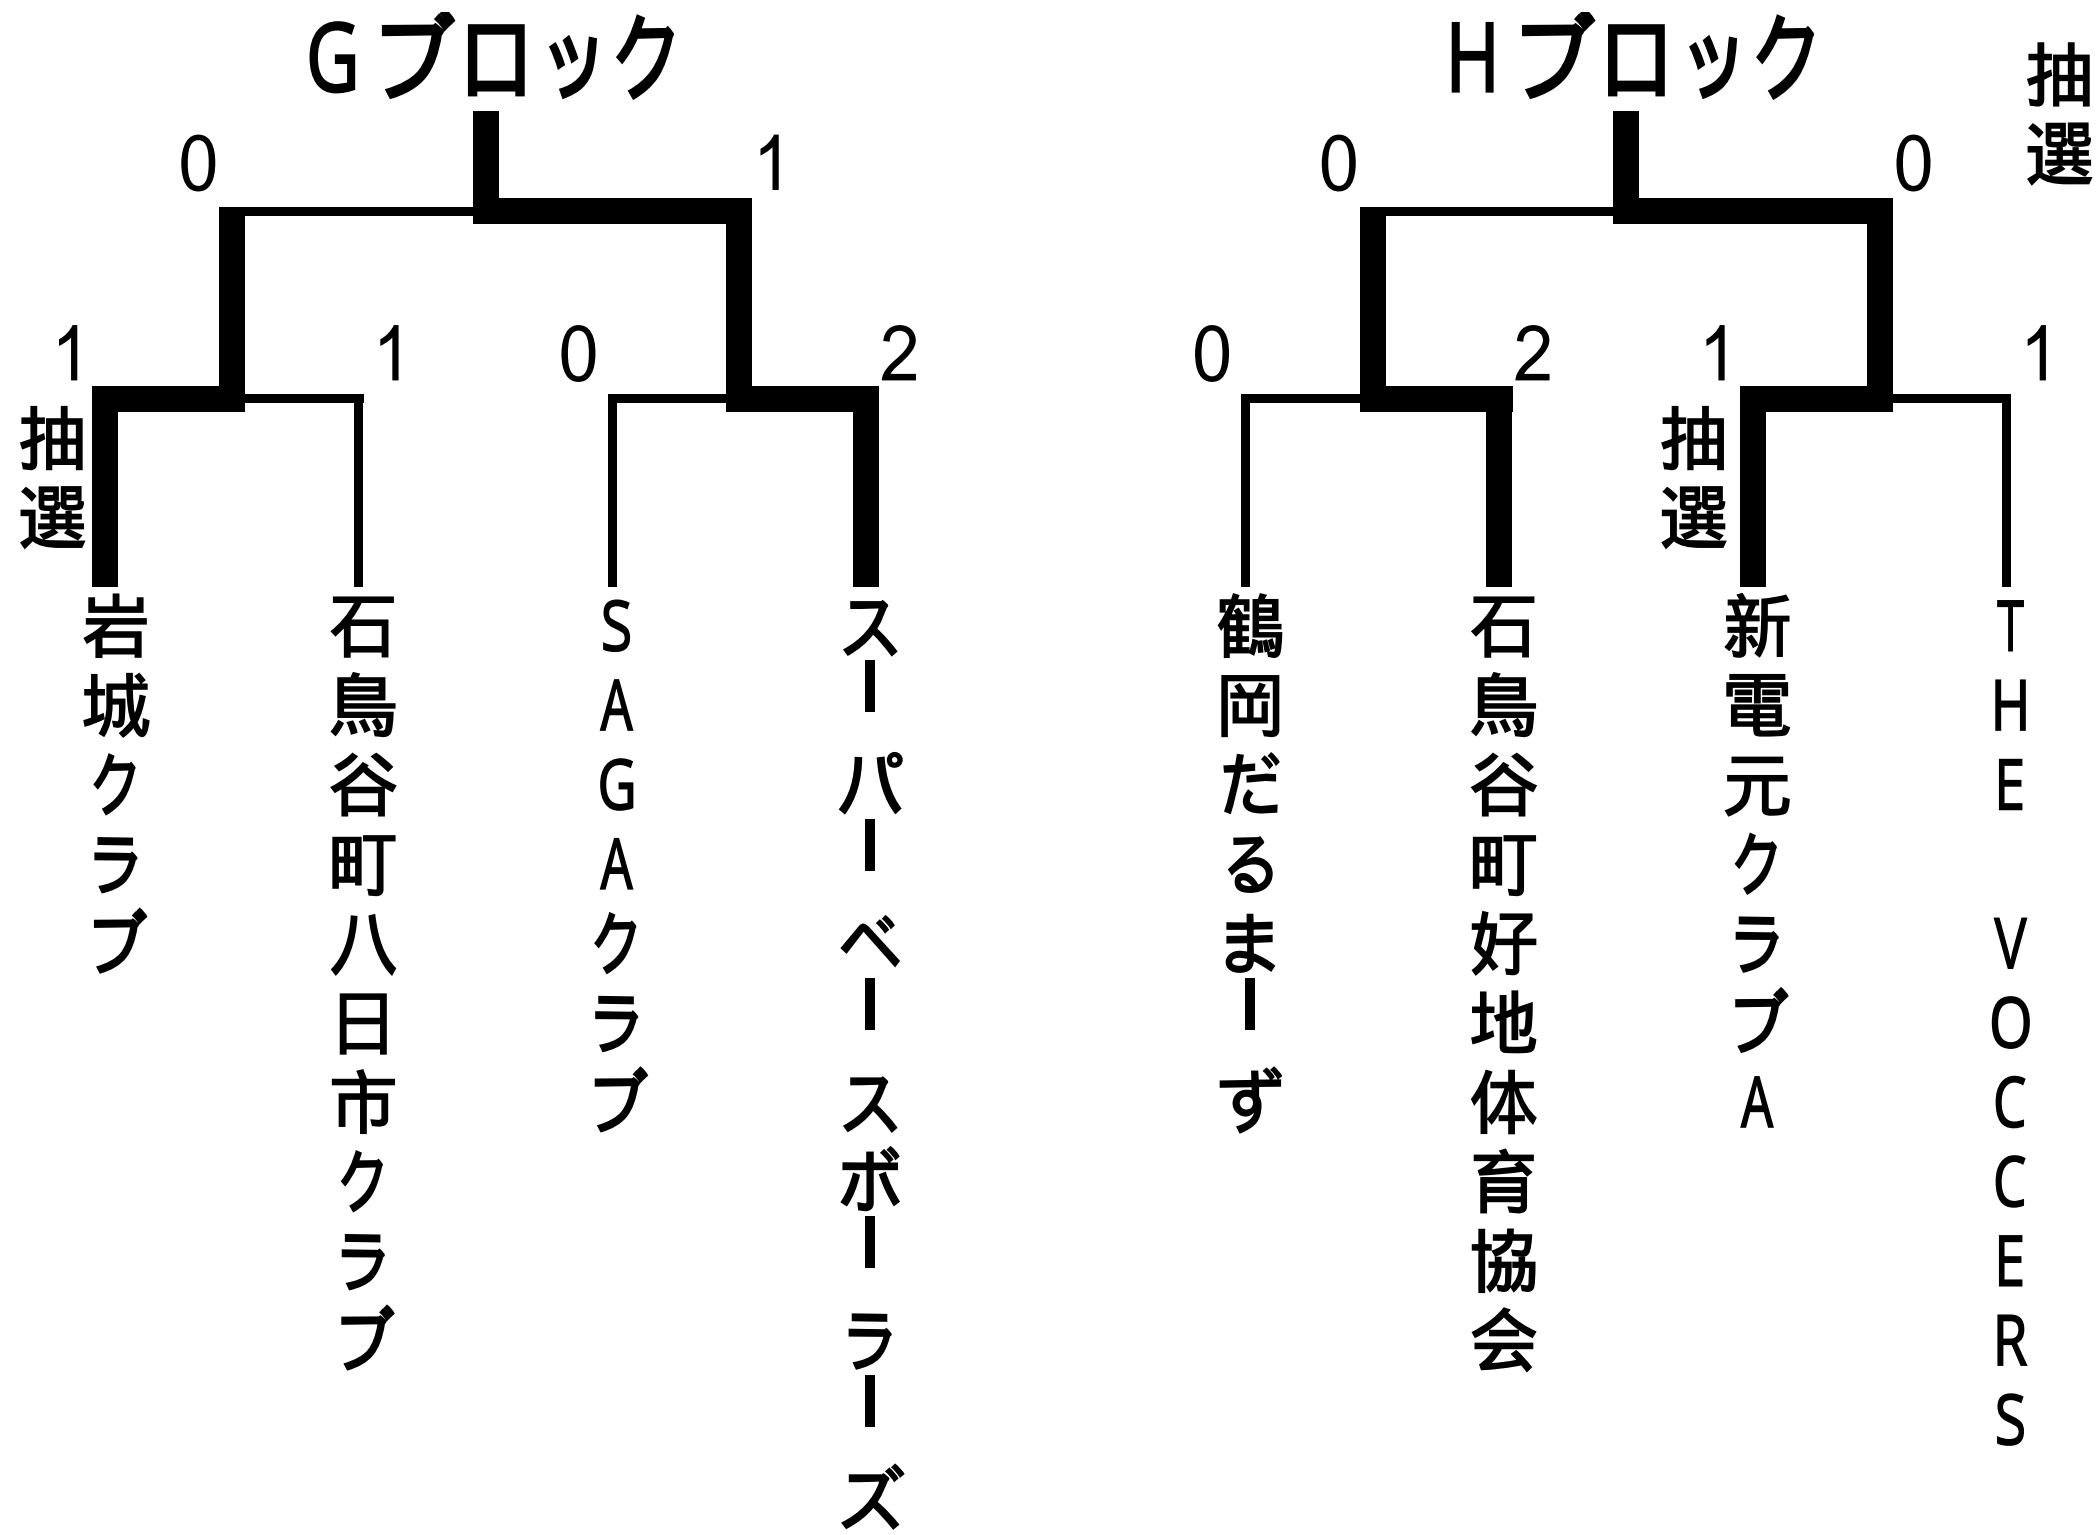 Gブロック
0
1
1
1
0
2
抽選
岩城クラブ
石鳥谷町八日市クラブ
SAGAクラブ
スーパーベースボーラーズ
Hブロック
抽選
0
0
0
2
1
1
抽選
鶴岡だるまーず
石鳥谷町好地体育協会
新電元クラブA
THE VOCCERS